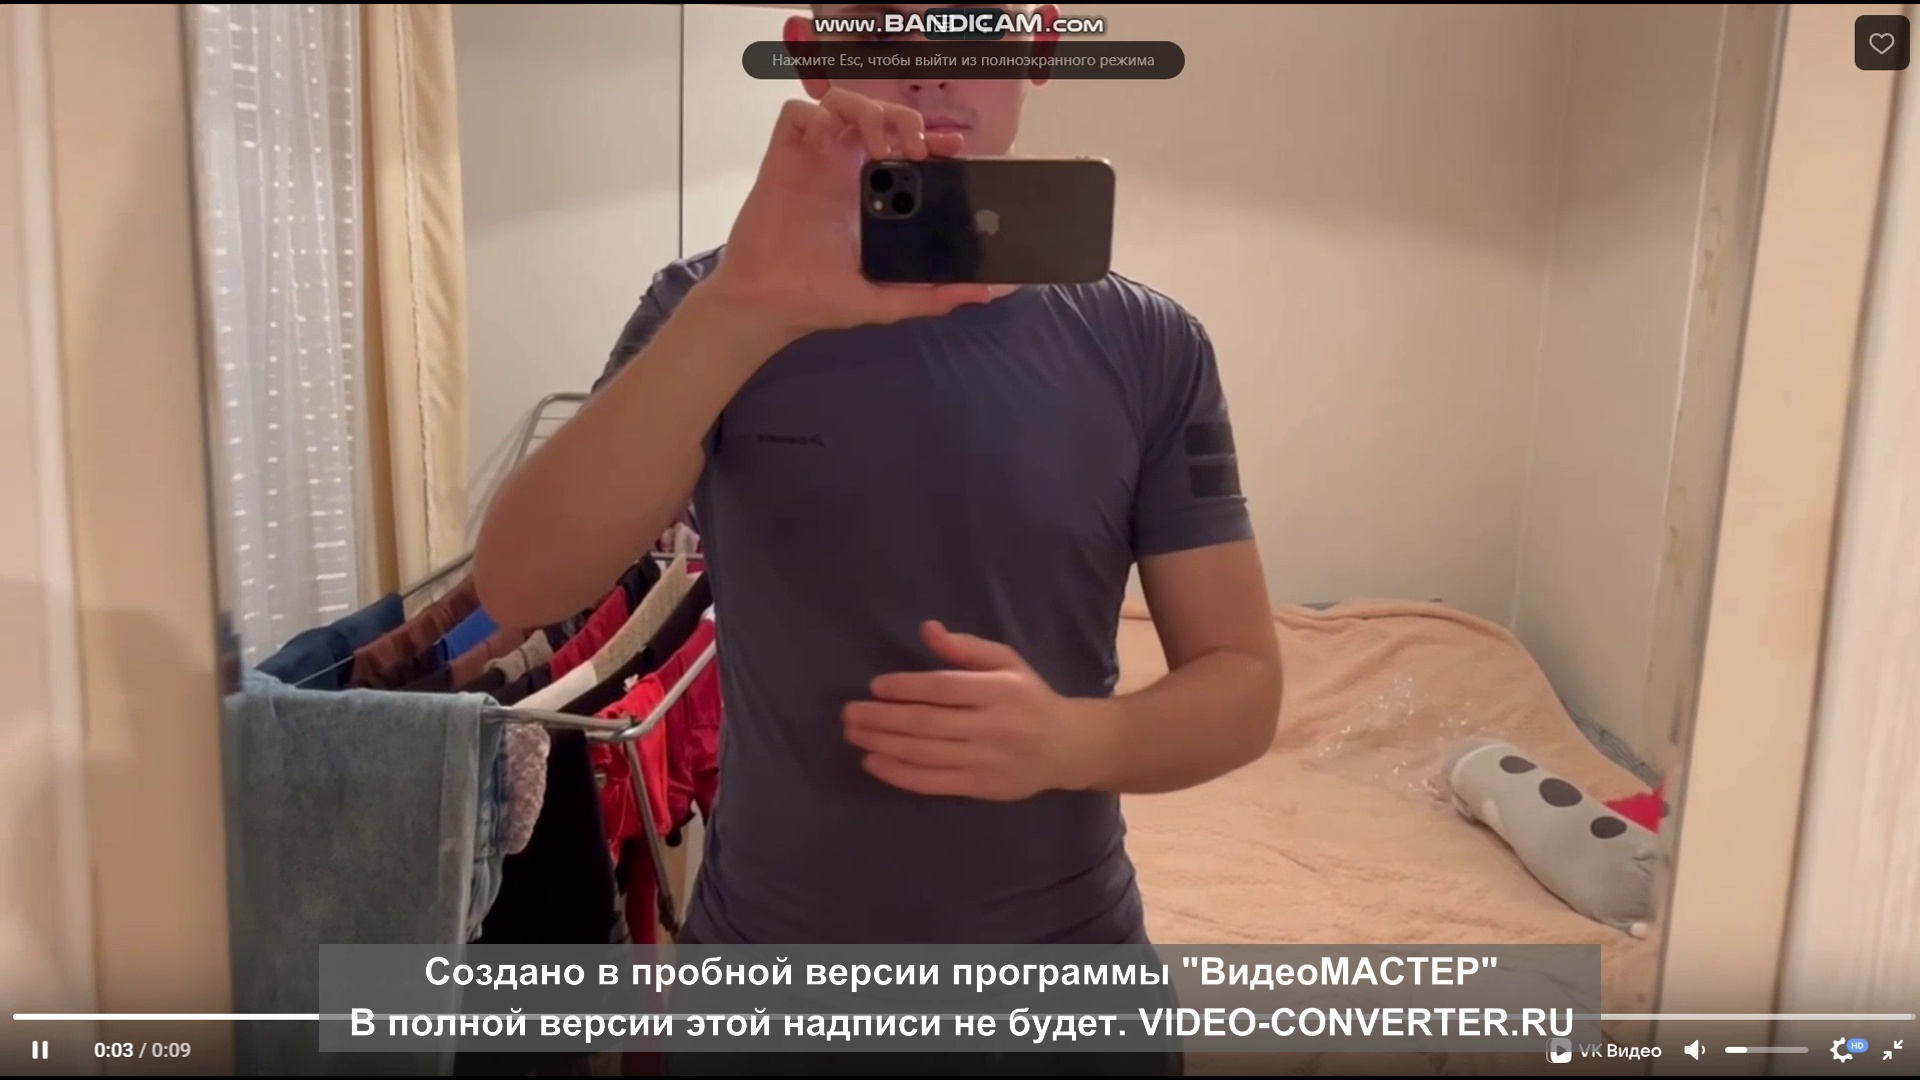 www.BANDICAM.com
Нажмите Esc, чтобы выйти из полноэкранного режима
Создано в пробной версии программы "ВидеоМАСТЕР"
В полной версии этой надписи не будет. VIDEO-CONVERTER.RU
0:03 / 0:09
VK Видео
HD